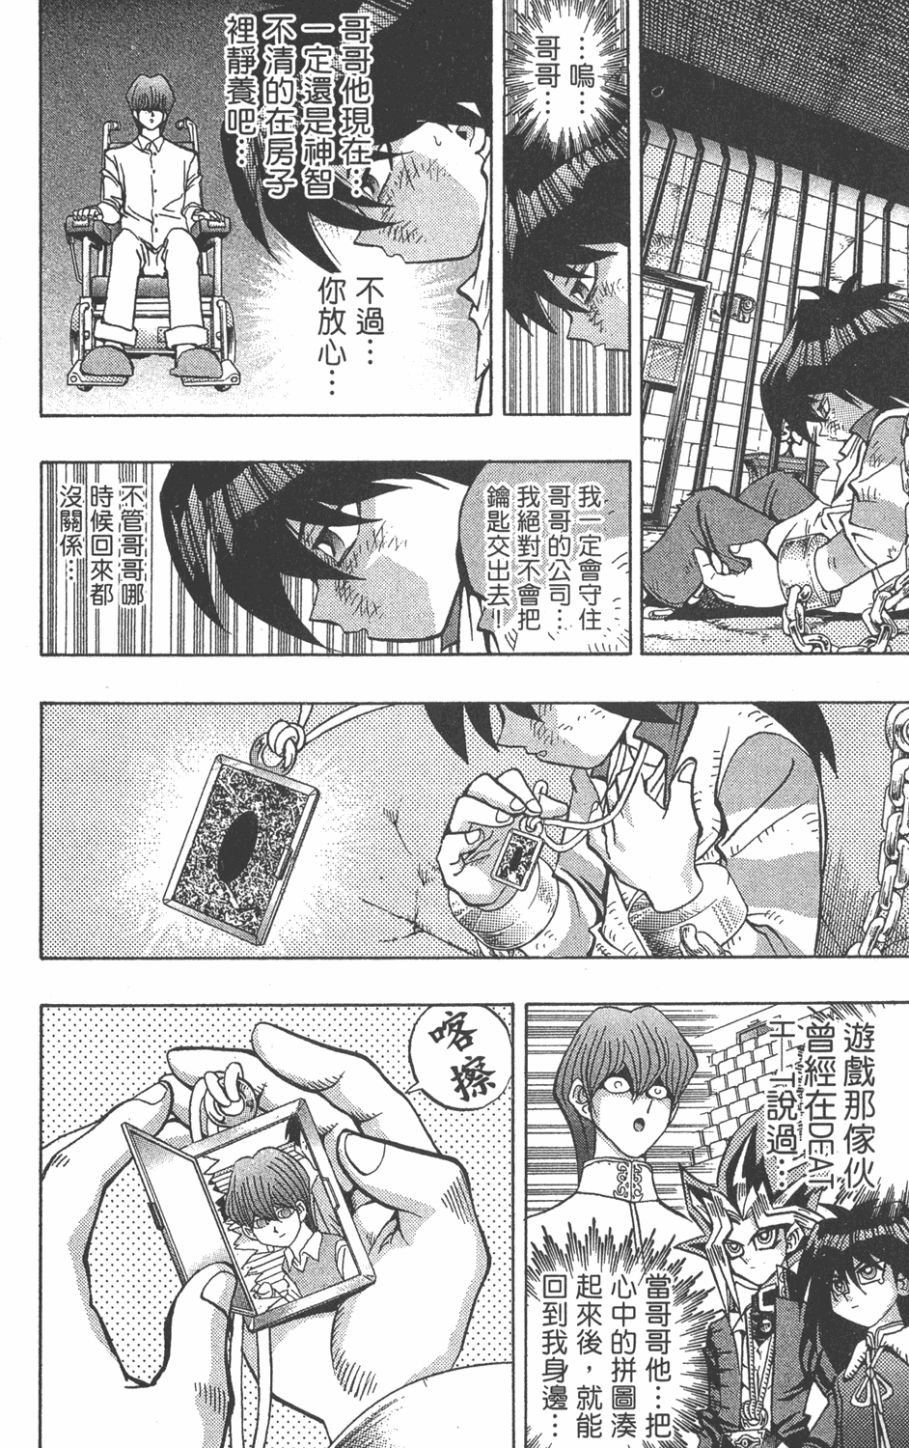 …嗚
哥哥…
哥哥他現在…
一定還是神智
不清的在房子
裡靜養吧…
不過…
你放心…
我一定會守住
哥哥的公司…
我絕對不會把
鑰匙交出去！
不管哥哥哪
時候回來都
沒關係…
遊戲那傢伙
曾經在DEAT
T說過…
當哥哥他…把
心中的拼圖湊
起來後，就能
回到我身邊…
喀擦